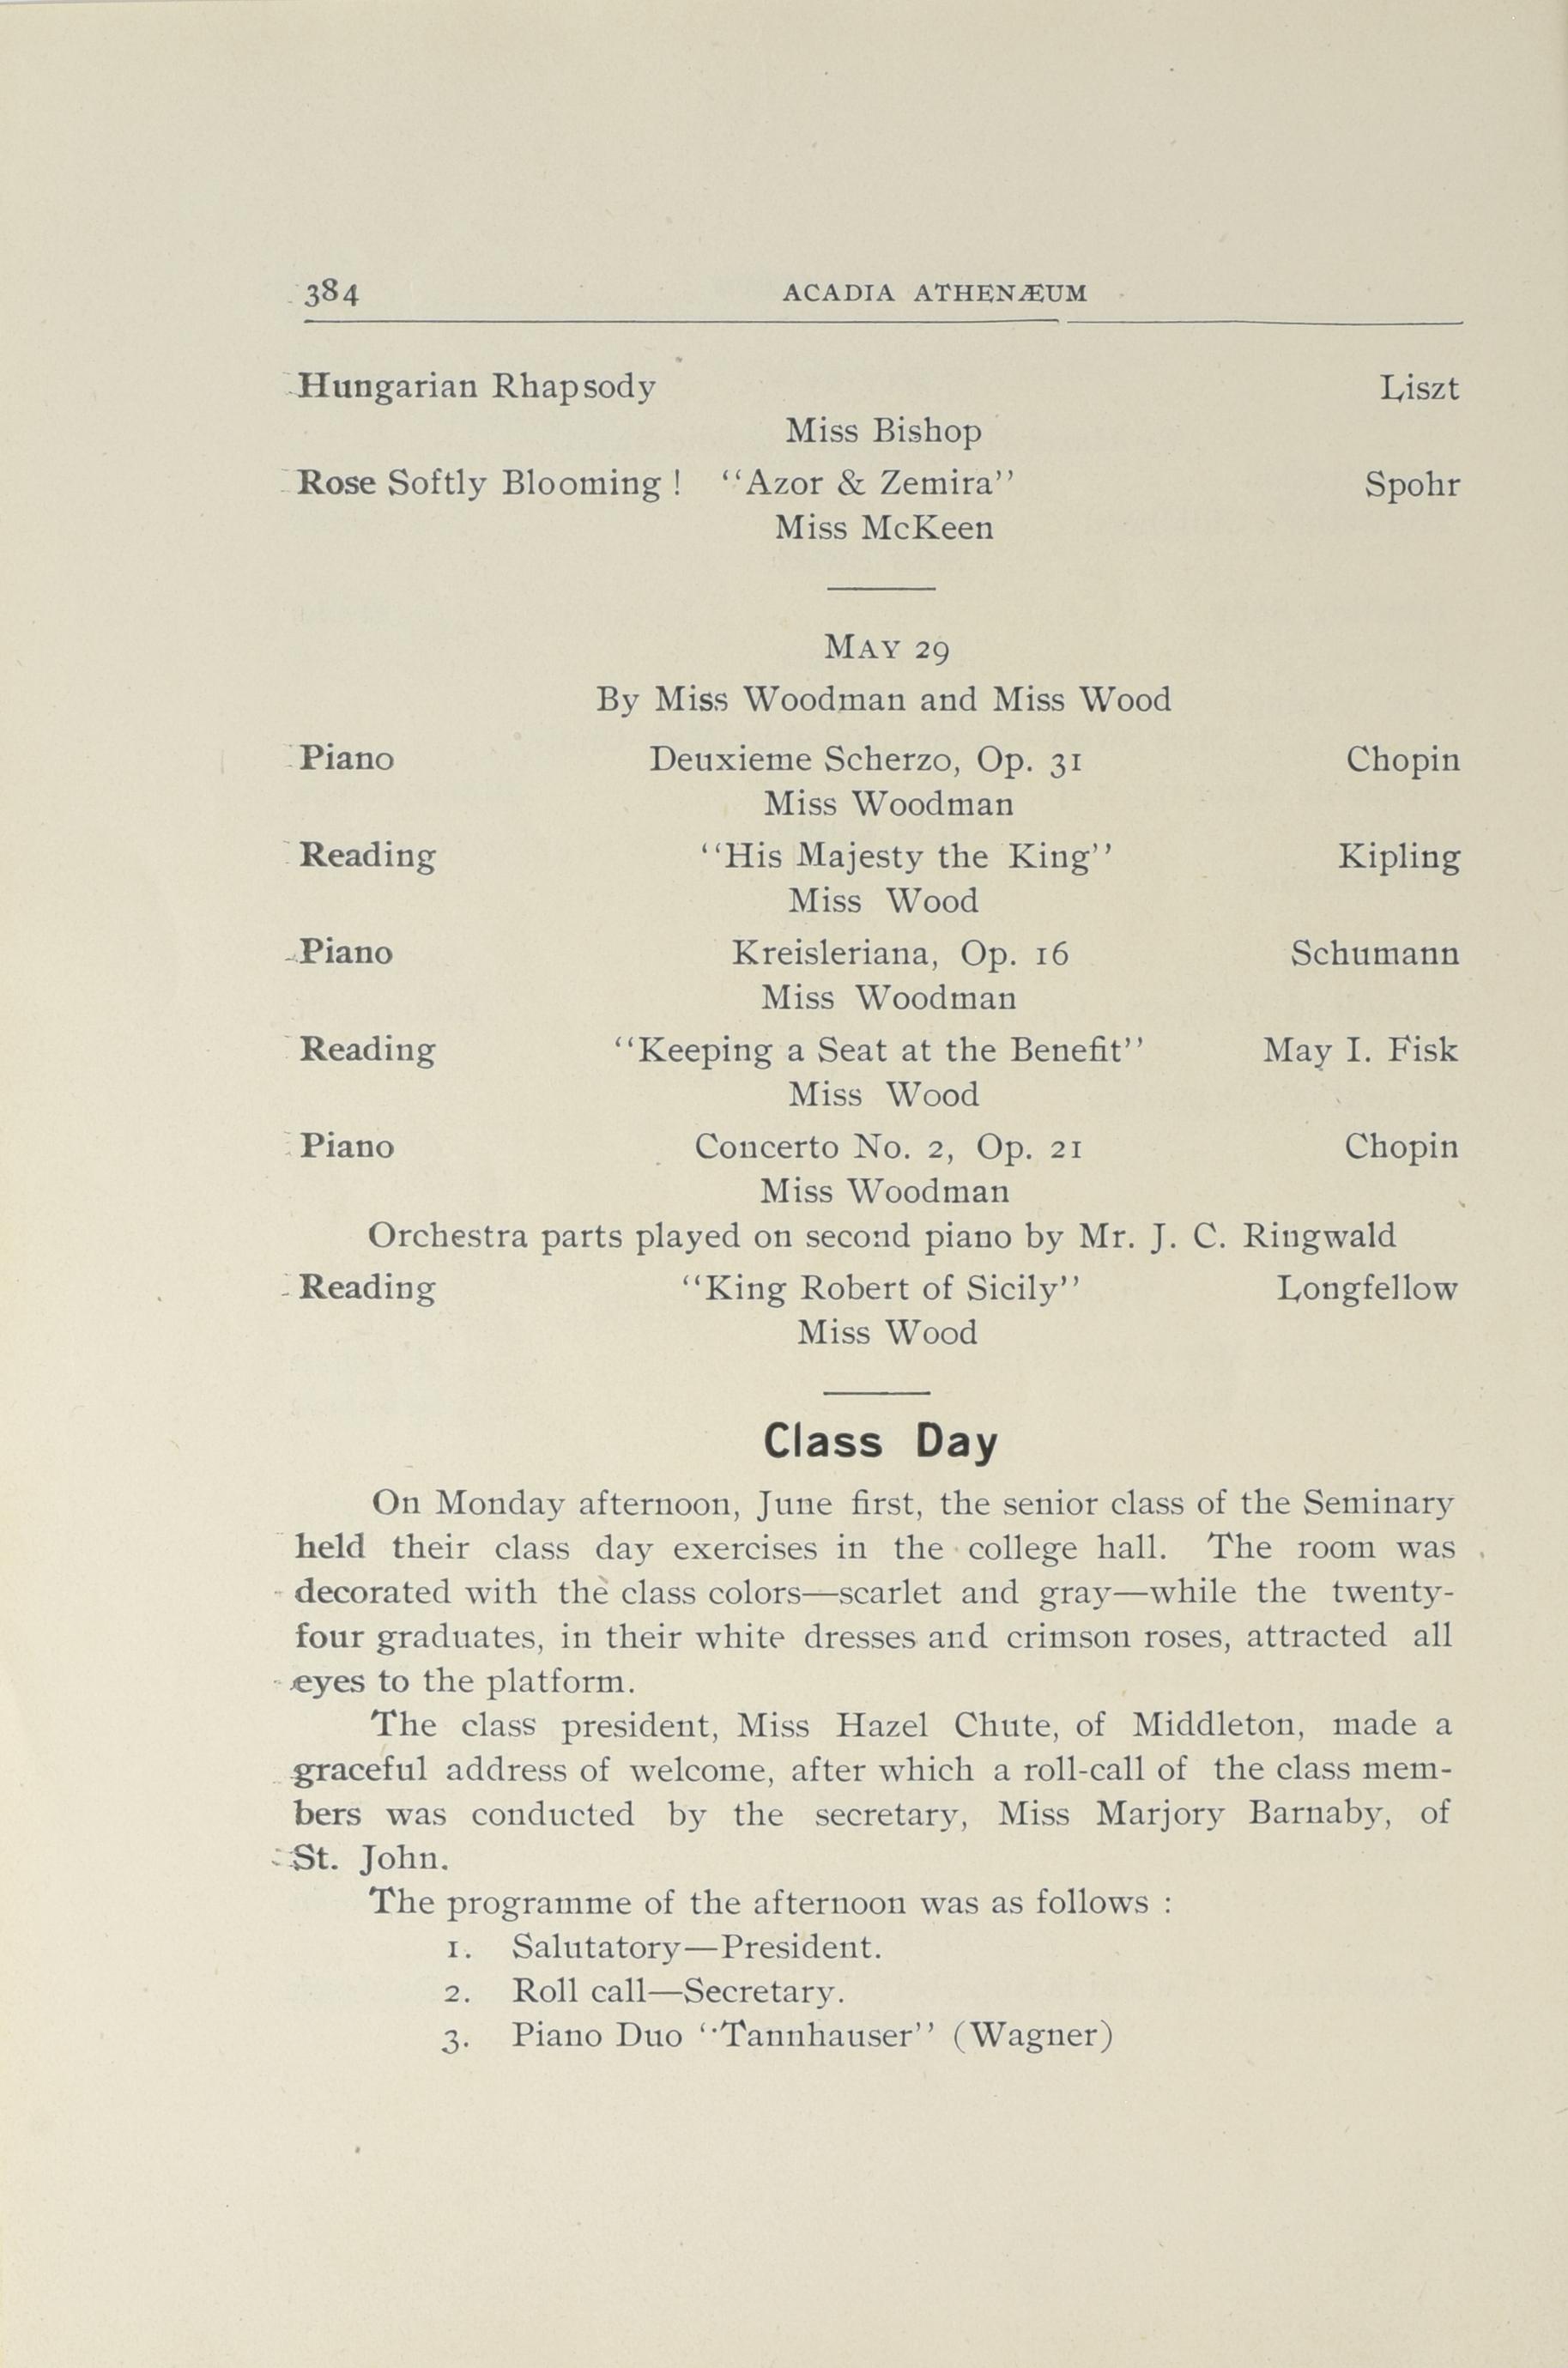 384 ACADIA ATHENÆUM
Hungarian Rhapsody Liszt
Miss Bishop
Rose Softly Blooming ! "Azor & Zemira" Spohr
Miss McKeen
MAY 29
By Miss Woodman and Miss Wood
Piano Deuxieme Scherzo, Op. 31 Chopin
Miss Woodman
Reading "His Majesty the King" Kipling
Miss Wood
Piano Kreisleriana, Op. 16 Schumann
Miss Woodman
Reading "Keeping a Seat at the Benefit" May I. Fisk
Miss Wood
Piano Concerto No. 2, Op. 21 Chopin
Miss Woodman
Orchestra parts played on second piano by Mr. J. C. Ringwald
Reading "King Robert of Sicily" Longfellow
Miss Wood
Class Day
On Monday afternoon, June first, the senior class of the Seminary
held their class day exercises in the college hall. The room was
decorated with the class colors—scarlet and gray—while the twenty-
four graduates, in their white dresses and crimson roses, attracted all
eyes to the platform.
The class president, Miss Hazel Chute, of Middleton, made a
graceful address of welcome, after which a roll-call of the class mem-
bers was conducted by the secretary, Miss Marjory Barnaby, of
St. John.
The programme of the afternoon was as follows :
1. Salutatory—President.
2. Roll call—Secretary.
3. Piano Duo "Tannhauser" (Wagner)